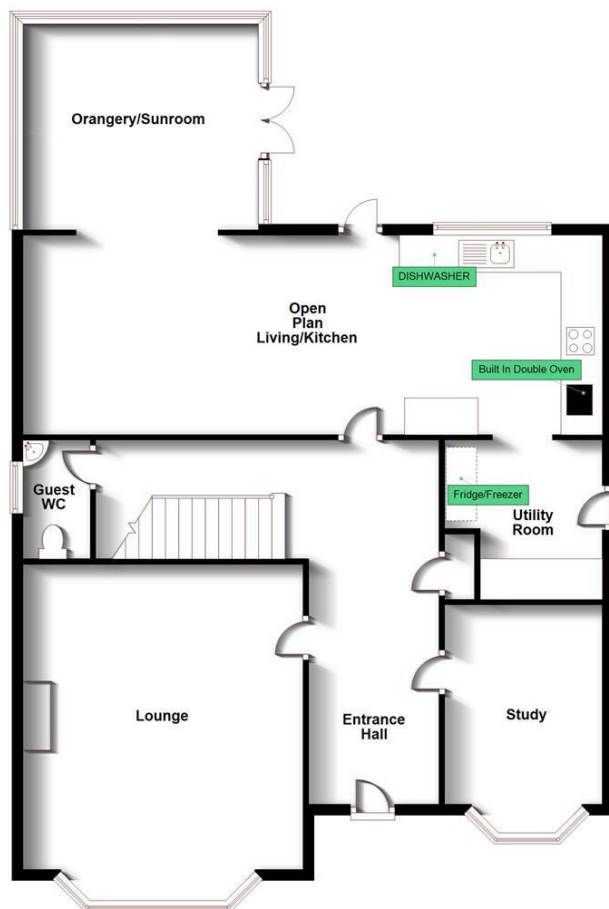 Orangery/Sunroom
DISHWASHER
Open
Plan
Living/Kitchen
Built In Double Oven
Guest
WC
Fridge/Freezer
Utility
Room
Lounge
Entrance
Hall
Study